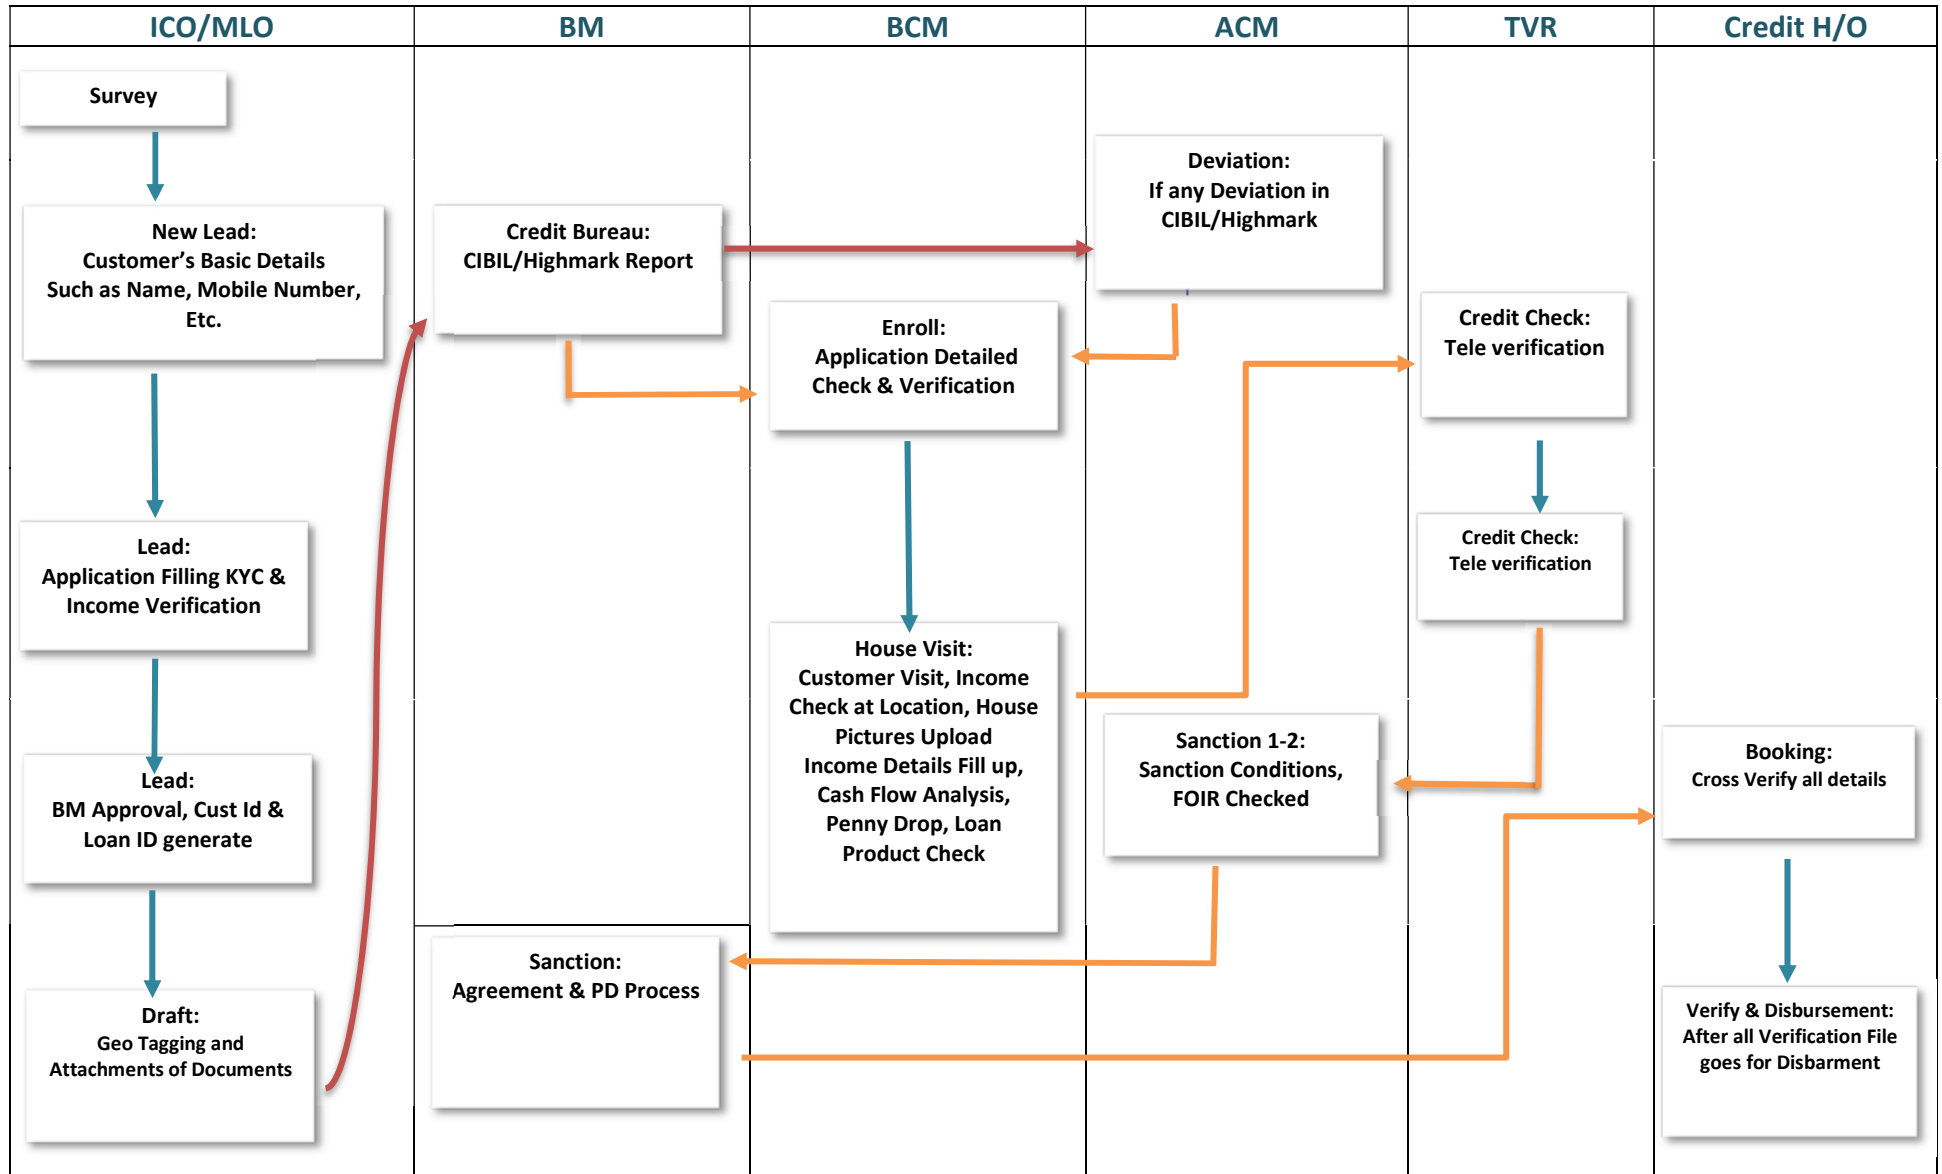 ICO/MLO
BM
BCM
ACM
TVR
Credit H/O
Survey
New Lead:
Customer’s Basic Details
Such as Name, Mobile Number,
Etc.
Lead:
Application Filling KYC &
Income Verification
Lead:
BM Approval, Cust Id &
Loan ID generate
Draft:
Geo Tagging and
Attachments of Documents
Credit Bureau:
CIBIL/Highmark Report
Sanction:
Agreement & PD Process
Enroll:
Application Detailed
Check & Verification
House Visit:
Customer Visit, Income
Check at Location, House
Pictures Upload
Income Details Fill up,
Cash Flow Analysis,
Penny Drop, Loan
Product Check
Deviation:
If any Deviation in
CIBIL/Highmark
Sanction 1-2:
Sanction Conditions,
FOIR Checked
Credit Check:
Tele verification
Credit Check:
Tele verification
Booking:
Cross Verify all details
Verify & Disbursement:
After all Verification File
goes for Disbarment